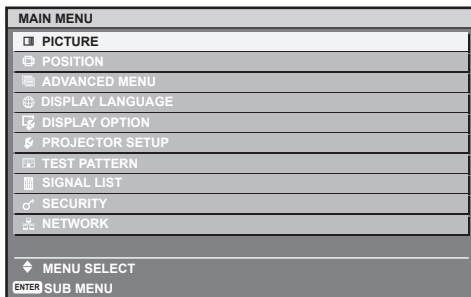 MAIN MENU
PICTURE
POSITION
ADVANCED MENU
DISPLAY LANGUAGE
DISPLAY OPTION
PROJECTOR SETUP
TEST PATTERN
SIGNAL LIST
SECURITY
NETWORK
MENU SELECT
ENTER SUB MENU